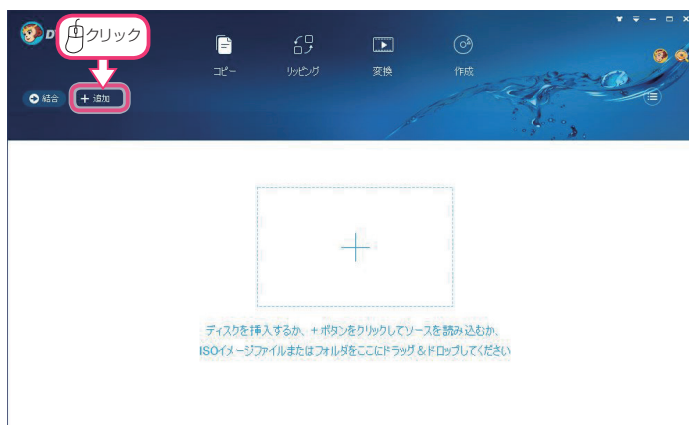 D
クリック
コピー
リッピング
変換
作成
結合
+ 追加
ディスクを挿入するか、+ボタンをクリックしてソースを読み込むか、
ISOイメージファイルまたはフォルダをここにドラッグ＆ドロップしてください